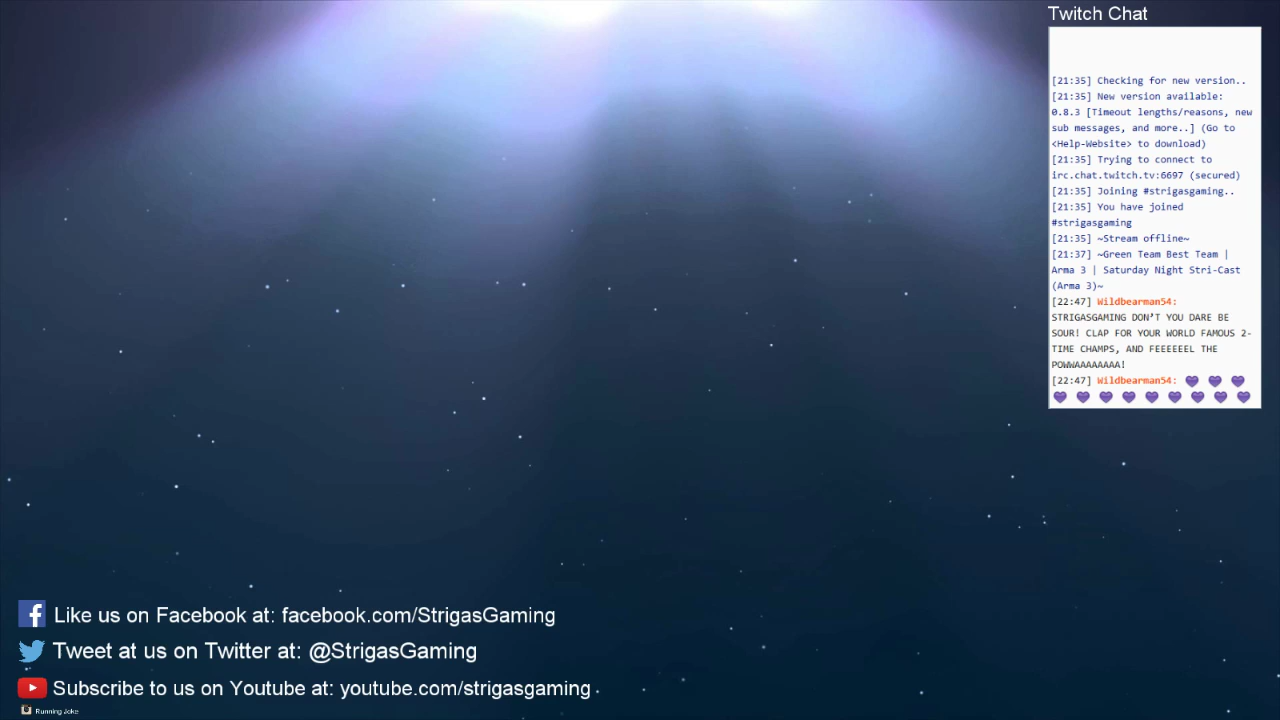 Twitch Chat
[21:35] Checking for new version..
[21:35] New version available:
0.8.3 [Timeout lengths/reasons, new
sub messages, and more..] (Go to
<Help-Website> to download)
[21:35] Trying to connect to
irc.chat.twitch.tv:6697 (secured)
[21:35] Joining #strigasgaming..
[21:35] You have joined
#strigasgaming
[21:35] ~Stream offline~
[21:37] ~Green Team Best Team |
Arma 3 | Saturday Night Stri-Cast
(Arma 3)~
[22:47] Wildbearman54:
STRIGASGAMING DON'T YOU DARE BE
SOUR! CLAP FOR YOUR WORLD FAMOUS 2-
TIME CHAMPS, AND FEEEEEEL THE
POWWAAAAAAAA!
[22:47] Wildbearman54: 💜 💜 💜
💜 💜 💜 💜 💜 💜 💜 💜 💜
Like us on Facebook at: facebook.com/StrigasGaming
Tweet at us on Twitter at: @StrigasGaming
Subscribe to us on Youtube at: youtube.com/strigasgaming
Running Joke